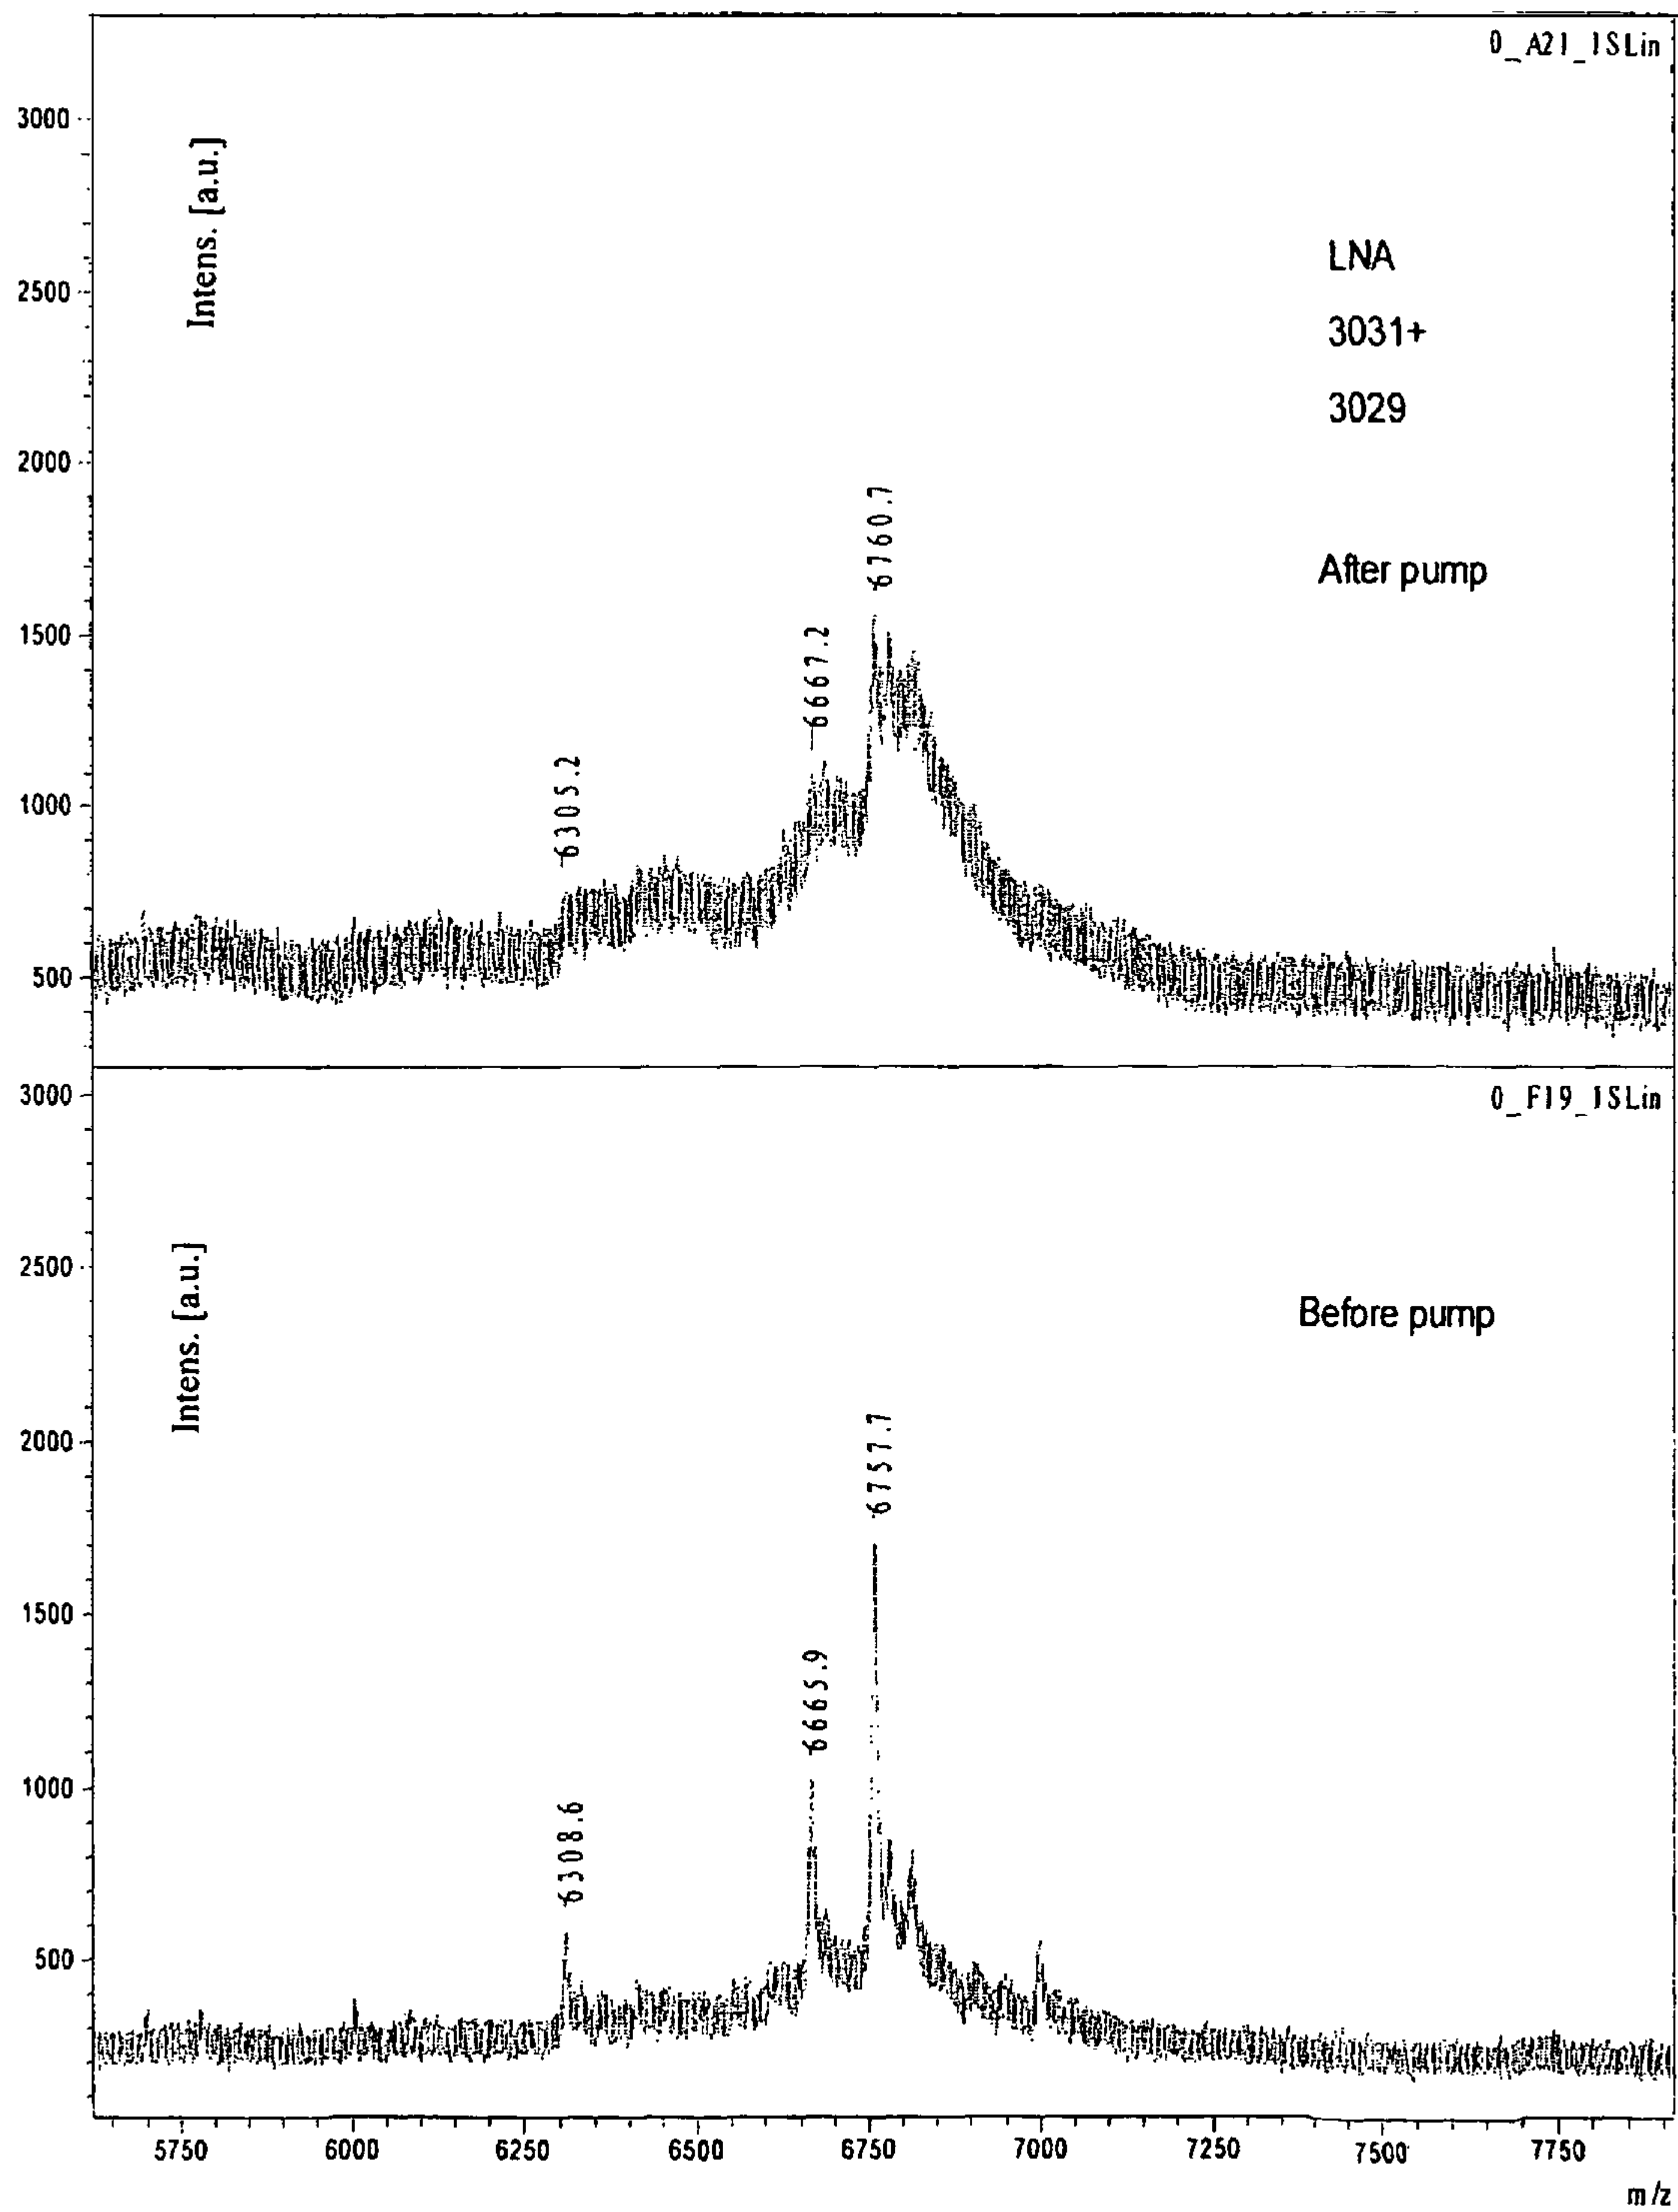 0_A21_1SLin
3000
Intens. [a.u.]
2500
2000
1500
1000
500
LNA
3031+
3029
After pump
6305.2
6667.2
6760.7
0_F19_1SLin
3000
Intens. [a.u.]
2500
2000
1500
1000
500
Before pump
6308.6
6665.9
6757.7
5750 6000 6250 6500 6750 7000 7250 7500 7750
m/z